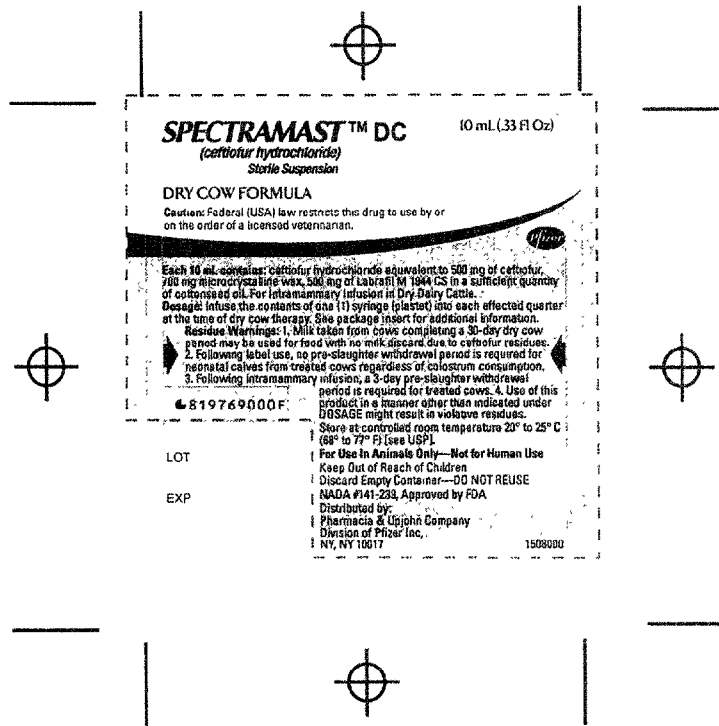 SPECTRAMAST™ DC
10 mL (.33 Fl Oz)
(ceftiofur hydrochloride)
Sterile Suspension
DRY COW FORMULA
Caution: Federal (USA) law restricts this drug to use by or
on the order of a licensed veterinarian.
Pfizer
Each 10 mL contains: ceftiofur hydrochloride equivalent to 500 mg of ceftiofur,
700 mg microcrystalline wax, 500 mg of Labrafil M 1944 CS in a sufficient quantity
of cottonseed oil. For Intramammary Infusion in Dry Dairy Cattle.
Dosage: Infuse the contents of one (1) syringe (plastet) into each affected quarter
at the time of dry cow therapy. See package insert for additional information.
Residue Warnings: 1. Milk taken from cows completing a 30-day dry cow
period may be used for food with no milk discard due to ceftiofur residues.
2. Following label use, no pre-slaughter withdrawal period is required for
neonatal calves from treated cows regardless of colostrum consumption.
3. Following intramammary infusion, a 3-day pre-slaughter withdrawal
period is required for treated cows. 4. Use of this
product in a manner other than indicated under
DOSAGE might result in violative residues.
819769000F
Store at controlled room temperature 20° to 25° C
(68° to 77° F) [see USP].
For Use In Animals Only—Not for Human Use
Keep Out of Reach of Children
Discard Empty Container—DO NOT REUSE
NADA #141-239, Approved by FDA
Distributed by:
Pharmacia & Upjohn Company
Division of Pfizer Inc,
NY, NY 10017
1508000
LOT
EXP